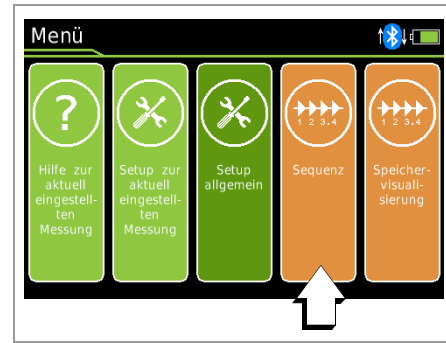 Menü
1 2 3.4
1 2 3.4
Hilfe zur
aktuell
eingestell-
ten
Messung
Setup zur
aktuell
eingestell-
ten
Messung
Setup
allgemein
Sequenz
Speicher-
visuali-
sierung